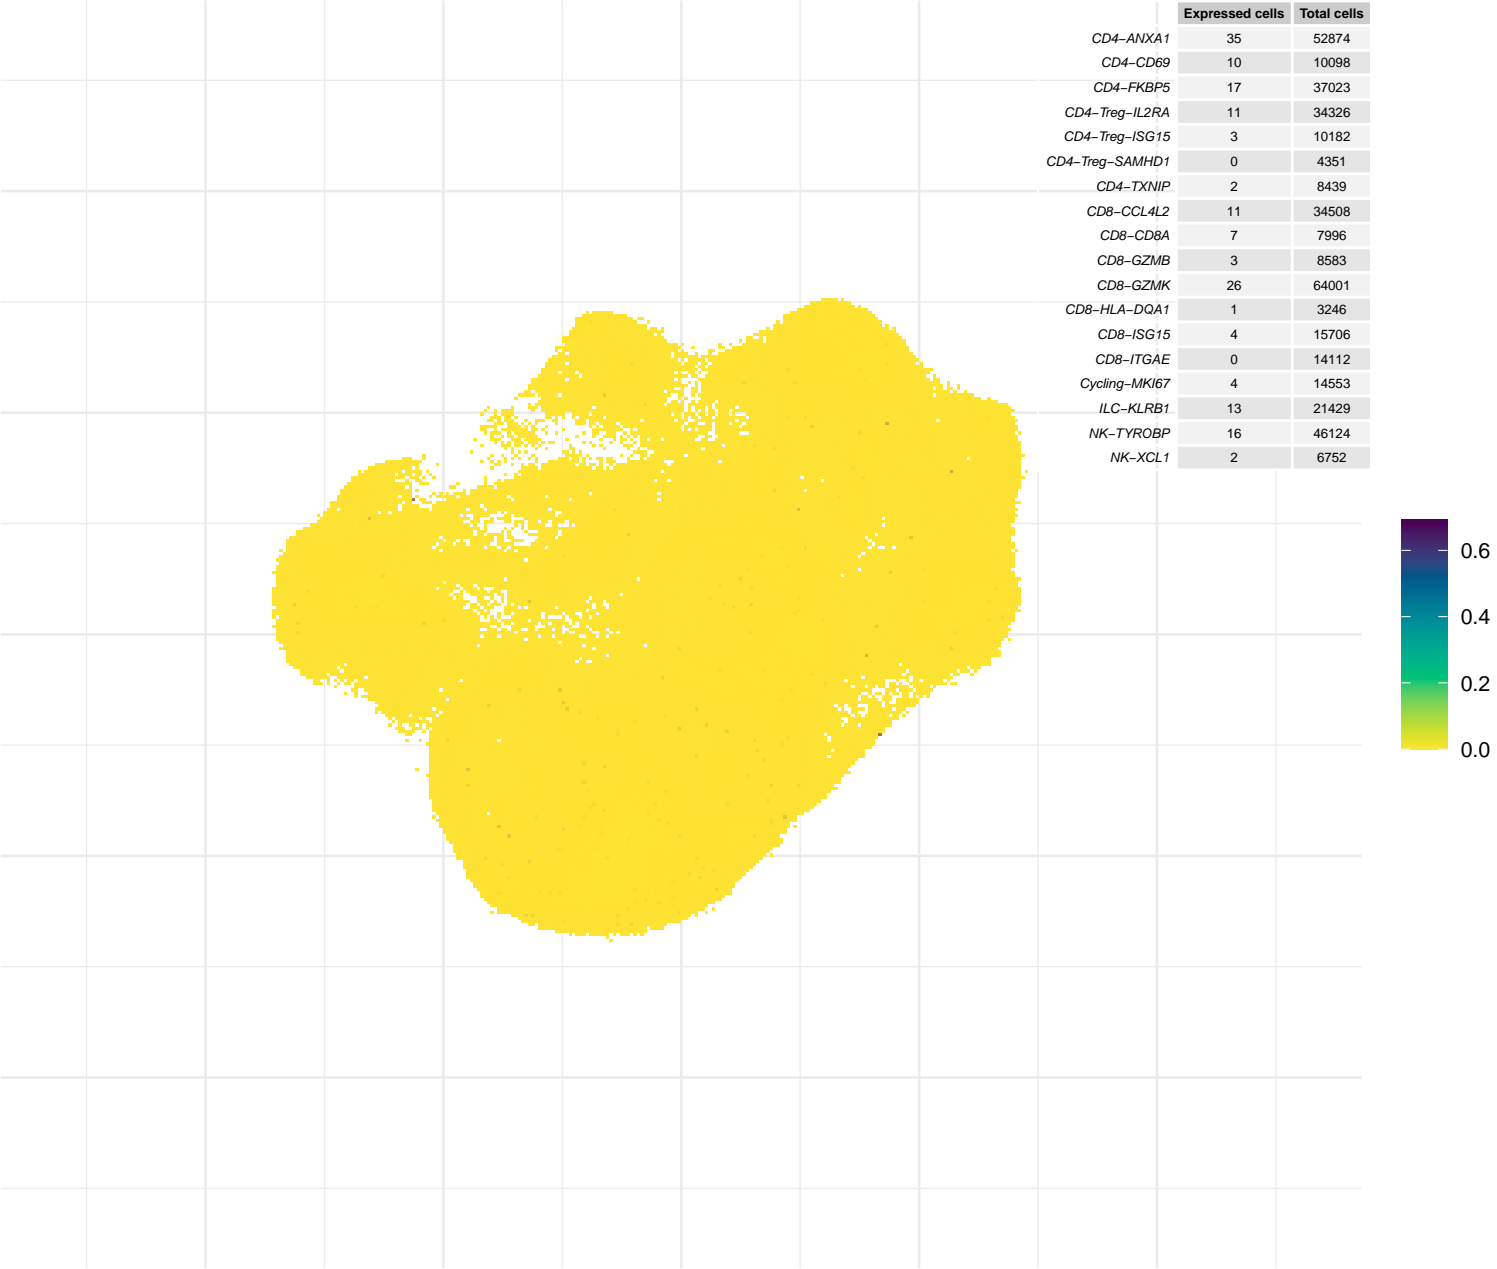 Expressed cells Total cells
CD4−ANXA1 35 52874
CD4−CD69 10 10098
CD4−FKBP5 17 37023
CD4−Treg−IL2RA 11 34326
CD4−Treg−ISG15 3 10182
CD4−Treg−SAMHD1 0 4351
CD4−TXNIP 2 8439
CD8−CCL4L2 11 34508
CD8−CD8A 7 7996
CD8−GZMB 3 8583
CD8−GZMK 26 64001
CD8−HLA−DQA1 1 3246
CD8−ISG15 4 15706
CD8−ITGAE 0 14112
Cycling−MKI67 4 14553
ILC−KLRB1 13 21429
NK−TYROBP 16 46124
NK−XCL1 2 6752
0.6
0.4
0.2
0.0